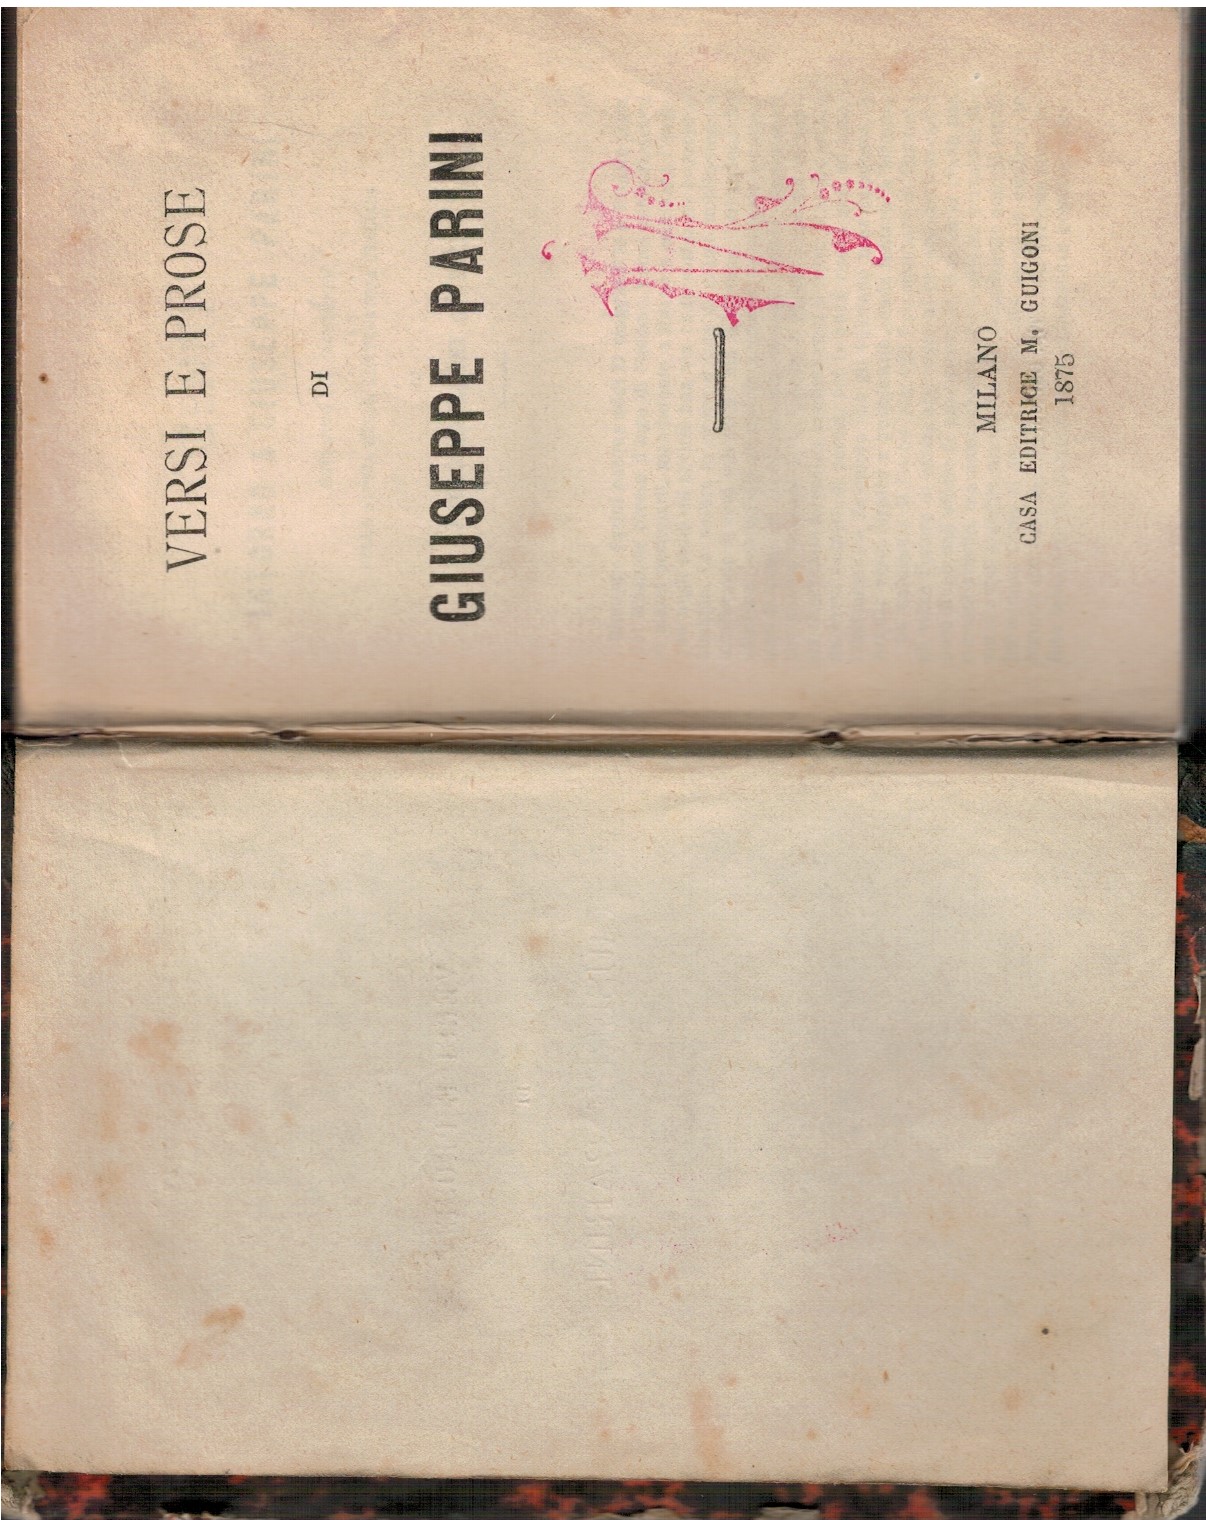 VERSI E PROSE
DI
GIUSEPPE PARINI
MILANO
CASA EDITRICE M. GUIGONI
1875